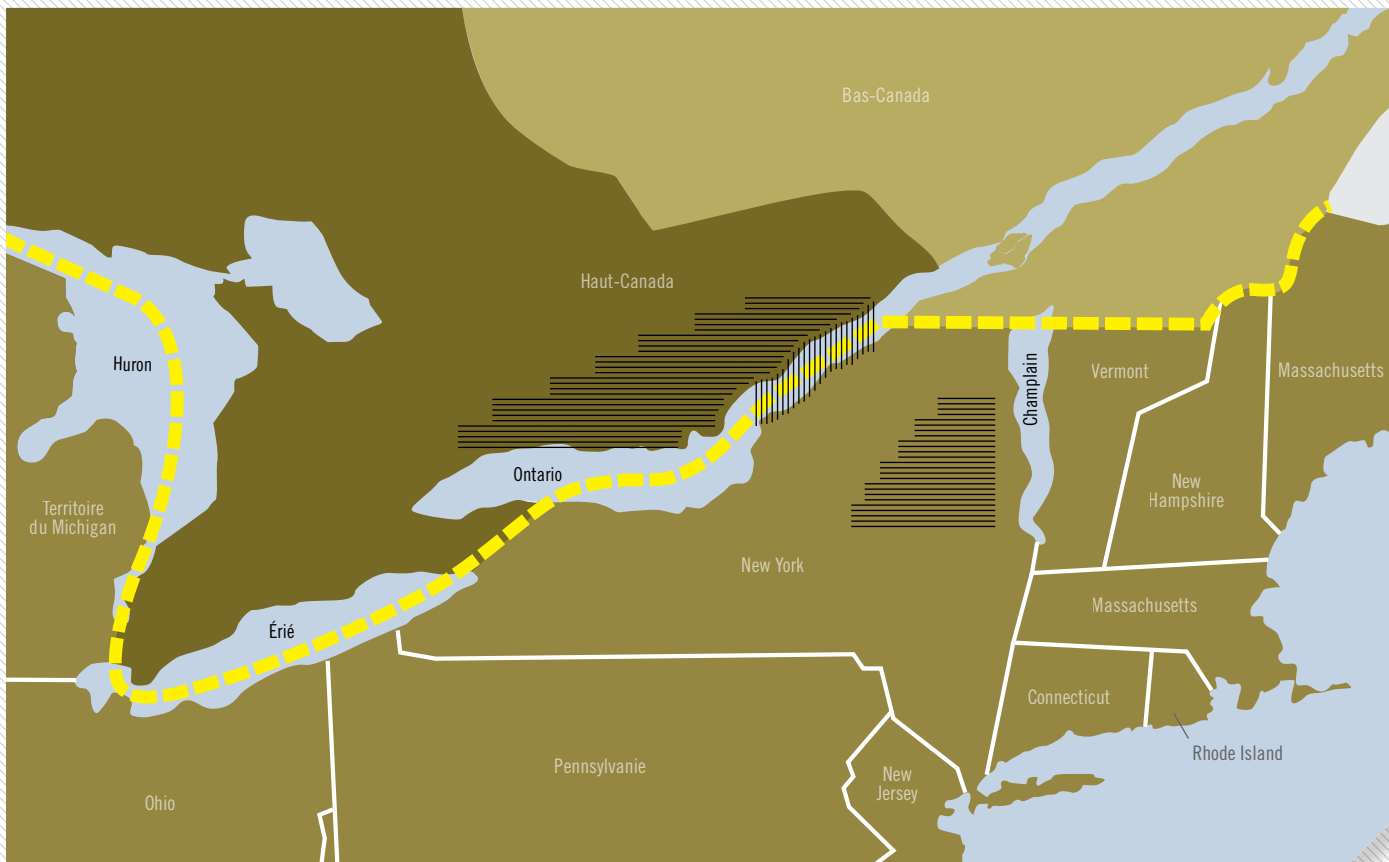 Bas-Canada
Haut-Canada
Huron
Champlain
Vermont
Massachusetts
Ontario
New
Hampshire
Territoire
du Michigan
New York
Massachusetts
Érié
Connecticut
Rhode Island
Pennsylvanie
New
Jersey
Ohio